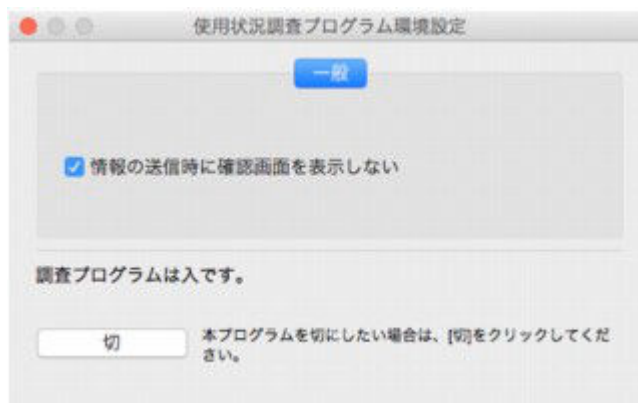 使用状況調査プログラム環境設定
一般
情報の送信時に確認画面を表示しない
調査プログラムは入です。
切
本プログラムを切にしたい場合は、[切]をクリックしてくだ
さい。